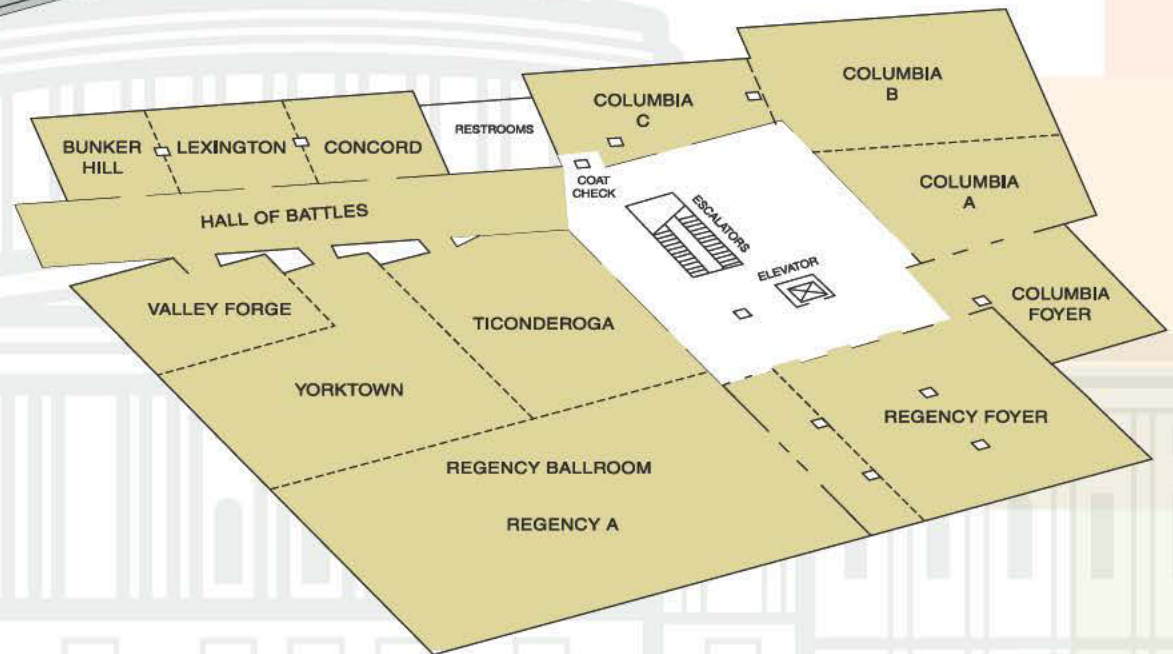 COLUMBIA
B
COLUMBIA
C
RESTROOMS
BUNKER
HILL
LEXINGTON
CONCORD
COAT
CHECK
COLUMBIA
A
HALL OF BATTLES
ESCALATORS
ELEVATOR
COLUMBIA
FOYER
VALLEY FORGE
TICONDEROGA
YORKTOWN
REGENCY FOYER
REGENCY BALLROOM
REGENCY A